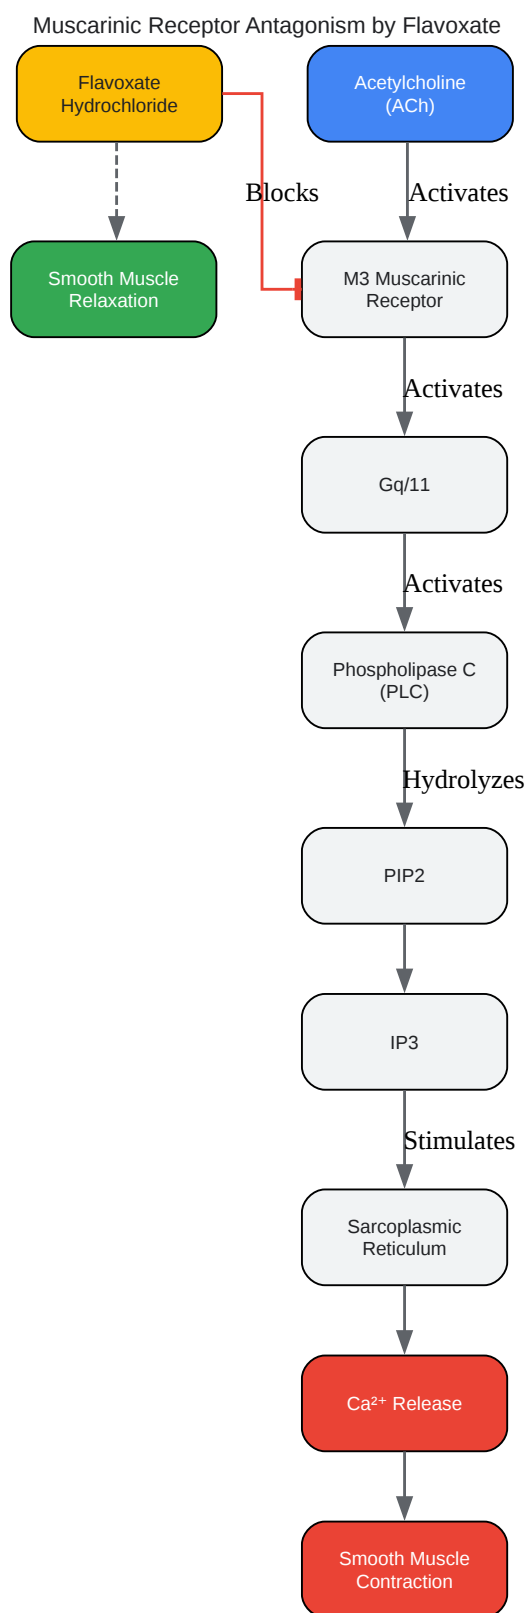 Muscarinic Receptor Antagonism by Flavoxate
Flavoxate
Hydrochloride
Acetylcholine
(ACh)
Blocks
Activates
Smooth Muscle
Relaxation
M3 Muscarinic
Receptor
Activates
Gq/11
Activates
Phospholipase C
(PLC)
Hydrolyzes
PIP2
IP3
Stimulates
Sarcoplasmic
Reticulum
Ca²⁺ Release
Smooth Muscle
Contraction